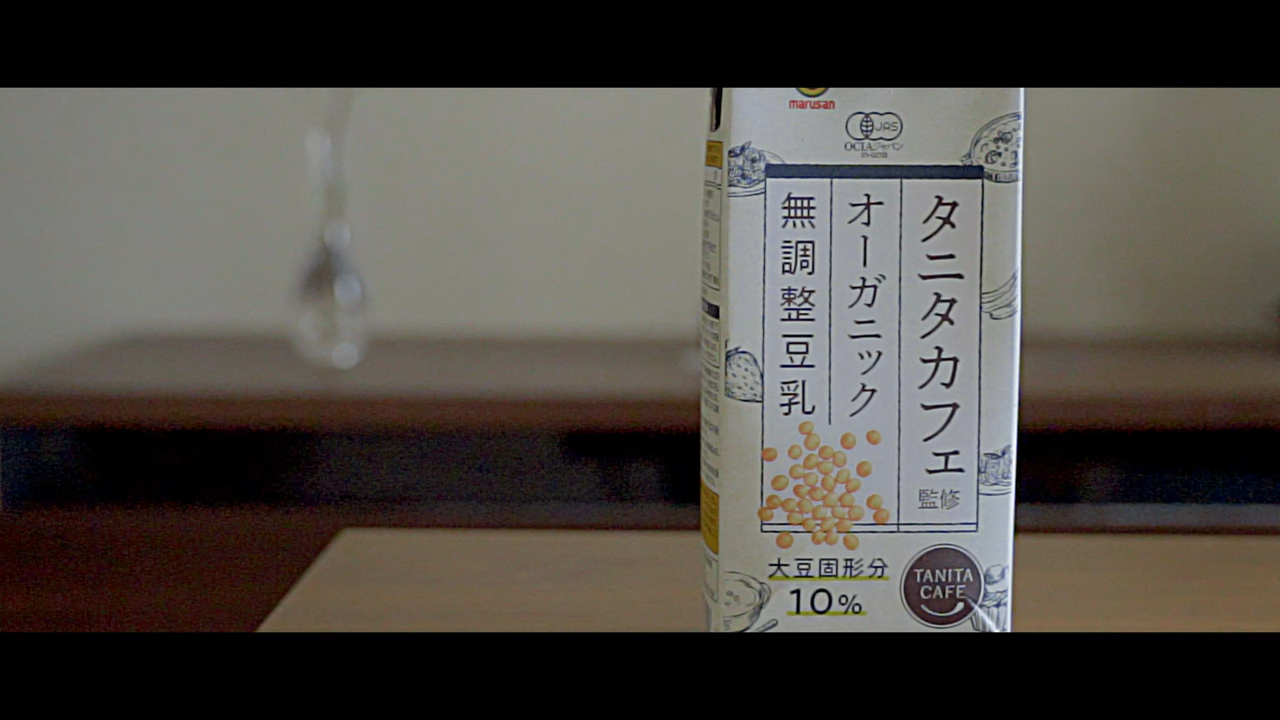 marusan
JAS
OCIAジャパン
タニタカフェ
監修
オーガニック
無調整豆乳
大豆固形分
10%
TANITA
CAFE